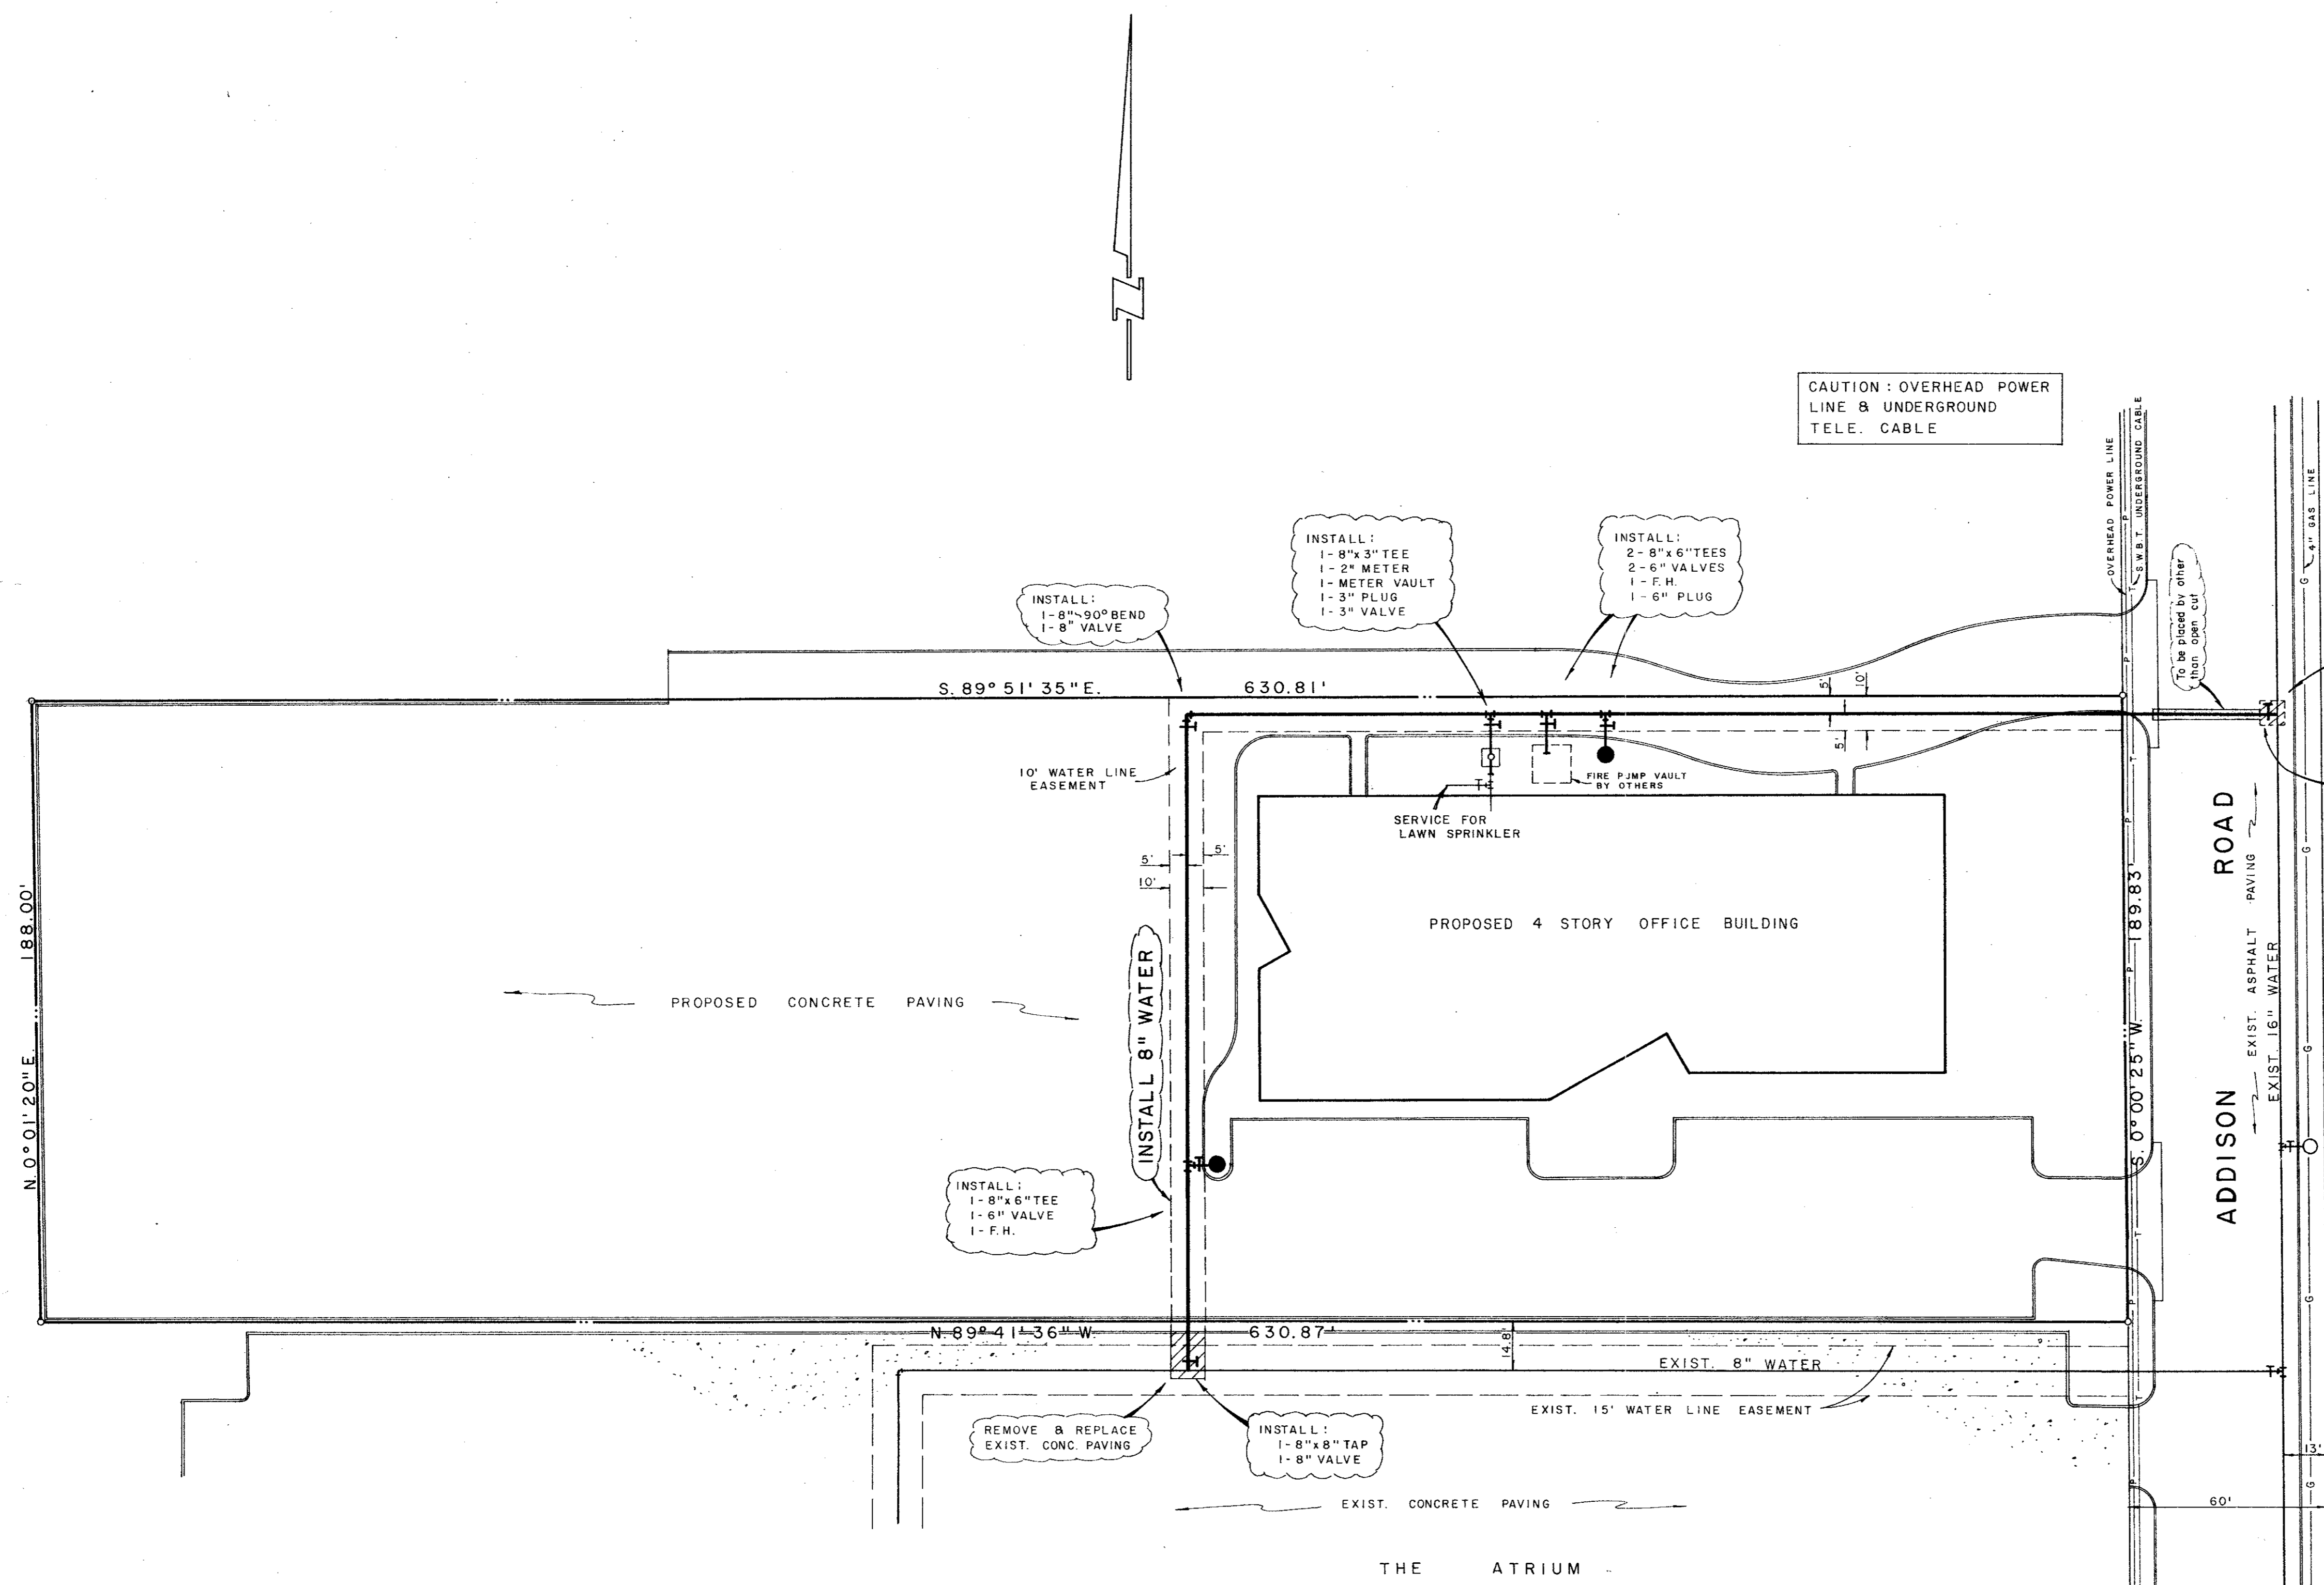 CAUTION : OVERHEAD POWER
LINE & UNDERGROUND
TELE. CABLE
OVERHEAD POWER LINE
S.W.B.T. UNDERGROUND CABLE
4" GAS LINE
To be placed by other
than open cut
INSTALL:
1-8" 90° BEND
1-8" VALVE
INSTALL:
1-8"x 3" TEE
1-2" METER
1-METER VAULT
1-3" PLUG
1-3" VALVE
INSTALL:
2-8"x 6" TEES
2-6" VALVES
1-F.H.
1-6" PLUG
S. 89° 51' 35" E. 630.81'
5'
10'
5'
10' WATER LINE
EASEMENT
FIRE PUMP VAULT
BY OTHERS
SERVICE FOR
LAWN SPRINKLER
5'
5'
10'
PROPOSED 4 STORY OFFICE BUILDING
188.00'
N. 0° 01' 20" E.
PROPOSED CONCRETE PAVING
INSTALL 8" WATER
S. 0° 00' 25" W. 189.83'
ADDISON ROAD
EXIST. ASPHALT PAVING
EXIST. 16" WATER
INSTALL:
1-8"x 6" TEE
1-6" VALVE
1-F.H.
N. 89° 41' 36" W. 630.87'
14.8'
EXIST. 8" WATER
EXIST. 15' WATER LINE EASEMENT
REMOVE & REPLACE
EXIST. CONC. PAVING
INSTALL:
1-8"x 8" TAP
1-8" VALVE
13'
60'
EXIST. CONCRETE PAVING
THE ATRIUM
T
P
G